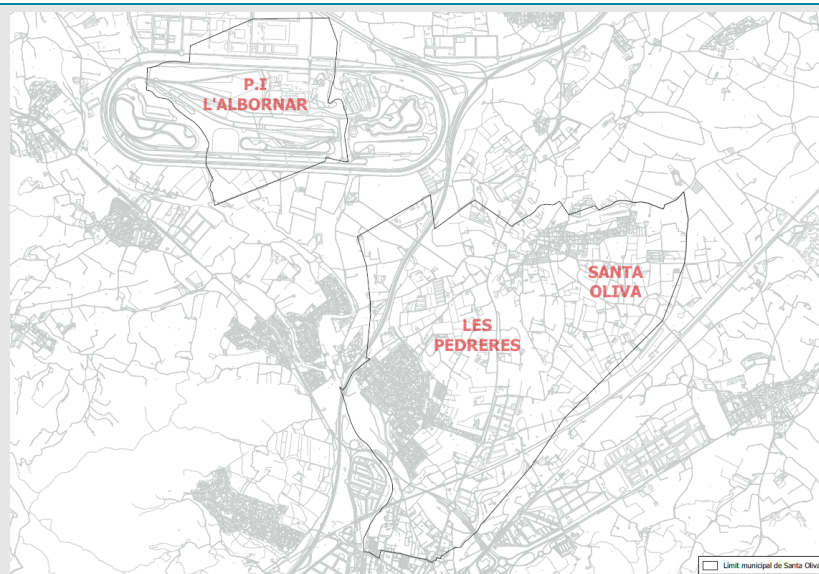 P.I
L'ALBORNAR
SANTA
OLIVA
LES
PEDRERES
Límit municipal de Santa Oliva